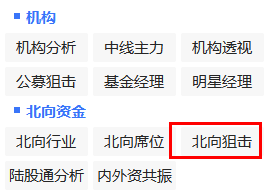 机构
机构分析 中线主力 机构透视
公募狙击 基金经理 明星经理
北向资金
北向行业 北向席位 北向狙击
陆股通分析 内外资共振